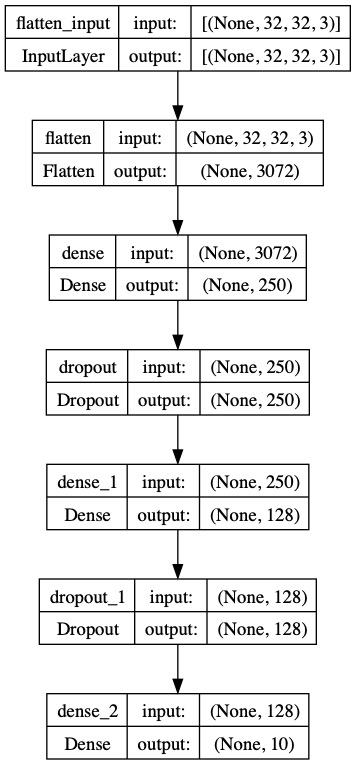 flatten_input input: [(None, 32, 32, 3)]
InputLayer output: [(None, 32, 32, 3)]
flatten input: (None, 32, 32, 3)
Flatten output: (None, 3072)
dense input: (None, 3072)
Dense output: (None, 250)
dropout input: (None, 250)
Dropout output: (None, 250)
dense_1 input: (None, 250)
Dense output: (None, 128)
dropout_1 input: (None, 128)
Dropout output: (None, 128)
dense_2 input: (None, 128)
Dense output: (None, 10)